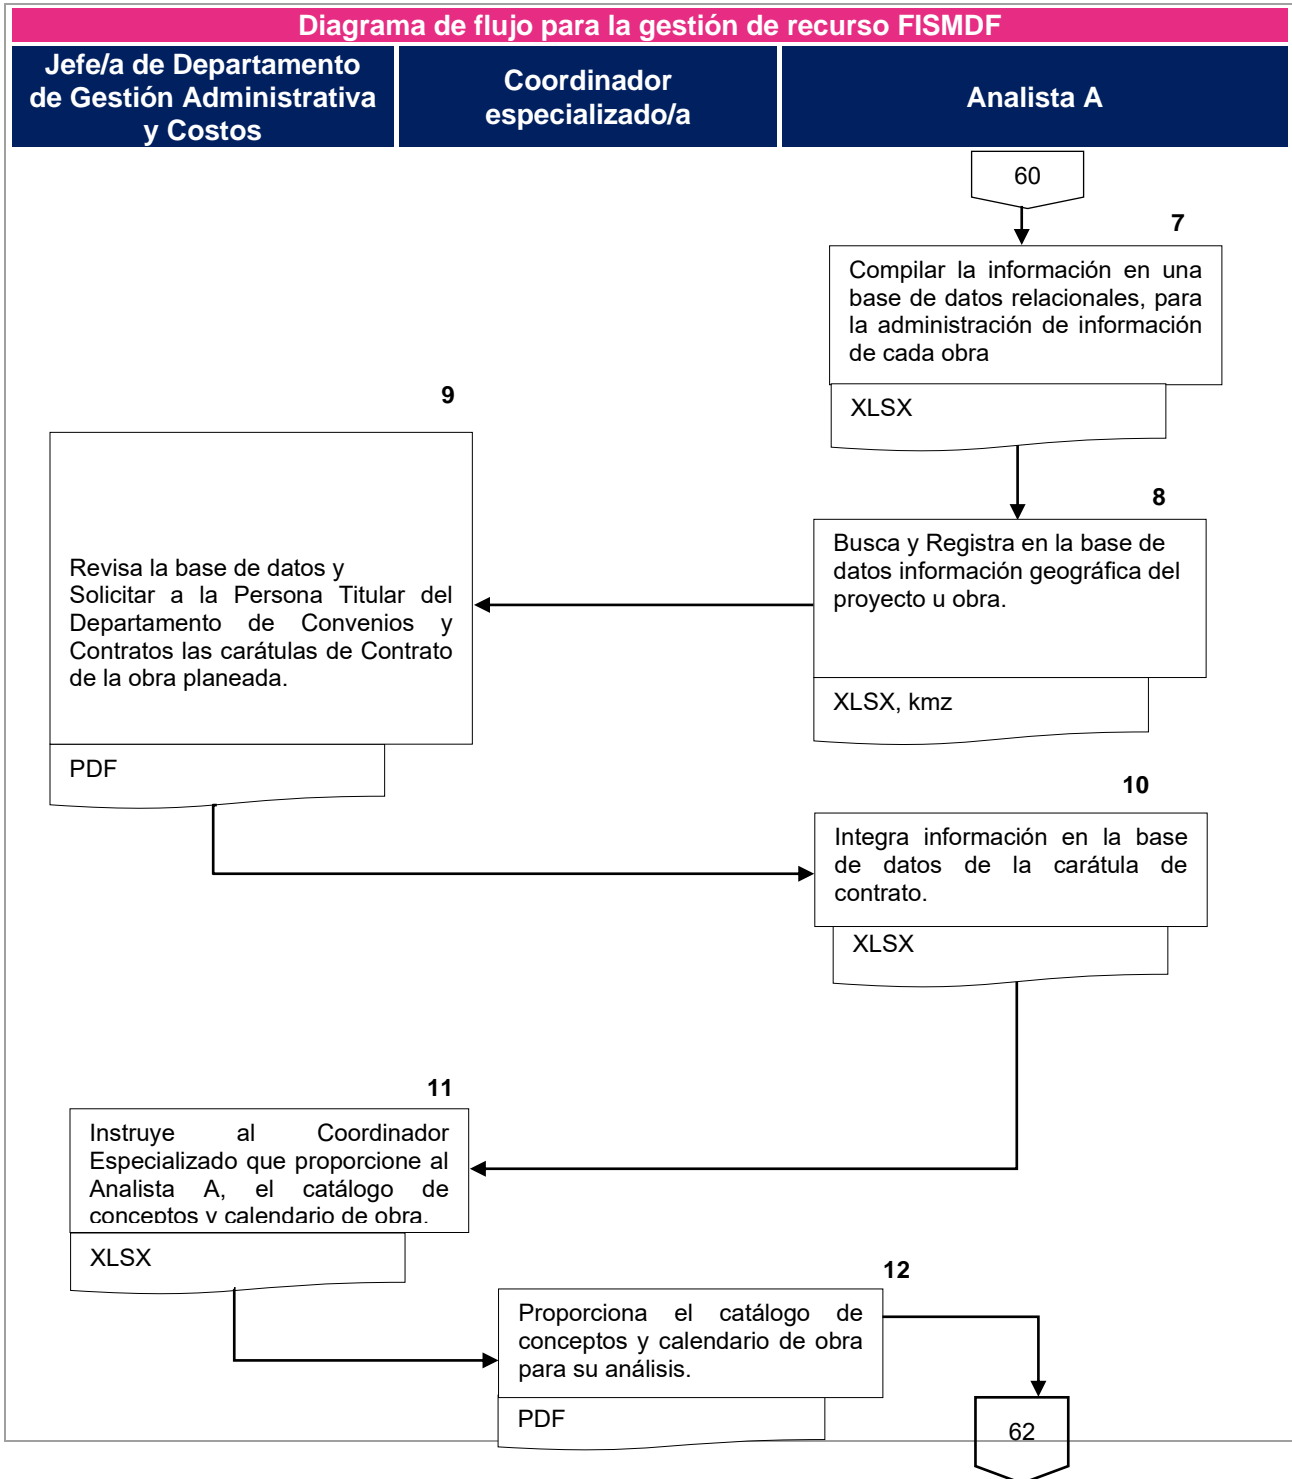 Diagrama de flujo para la gestión de recurso FISMDF
Jefe/a de Departamento
de Gestión Administrativa
y Costos
Coordinador
especializado/a
Analista A
60
7
Compilar la información en una
base de datos relacionales, para
la administración de información
de cada obra
XLSX
8
Busca y Registra en la base de
datos información geográfica del
proyecto u obra.
XLSX, kmz
9
Revisa la base de datos y
Solicitar a la Persona Titular del
Departamento de Convenios y
Contratos las carátulas de Contrato
de la obra planeada.
PDF
10
Integra información en la base
de datos de la carátula de
contrato.
XLSX
11
Instruye al Coordinador
Especializado que proporcione al
Analista A, el catálogo de
conceptos y calendario de obra.
XLSX
12
Proporciona el catálogo de
conceptos y calendario de obra
para su análisis.
PDF
62